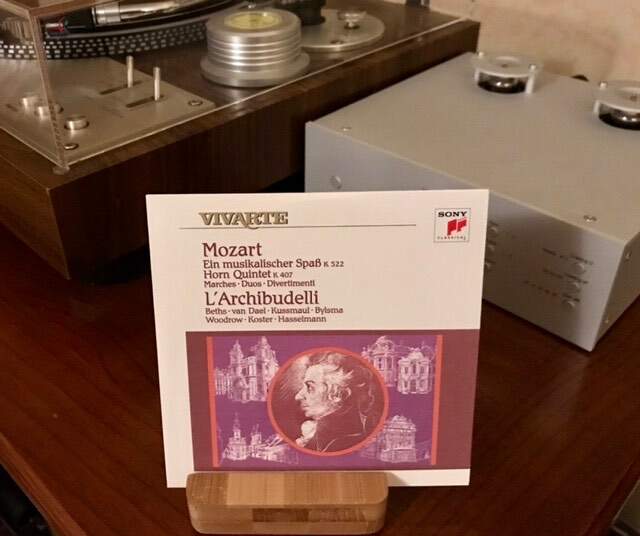 VIVARTE
SONY
CLASSICAL
Mozart
Ein musikalischer Spaß K 522
Horn Quintet K 407
Marches · Duos · Divertimenti
L'Archibudelli
Beths · van Dael · Kussmaul · Bylsma
Woodrow · Koster · Hasselmann